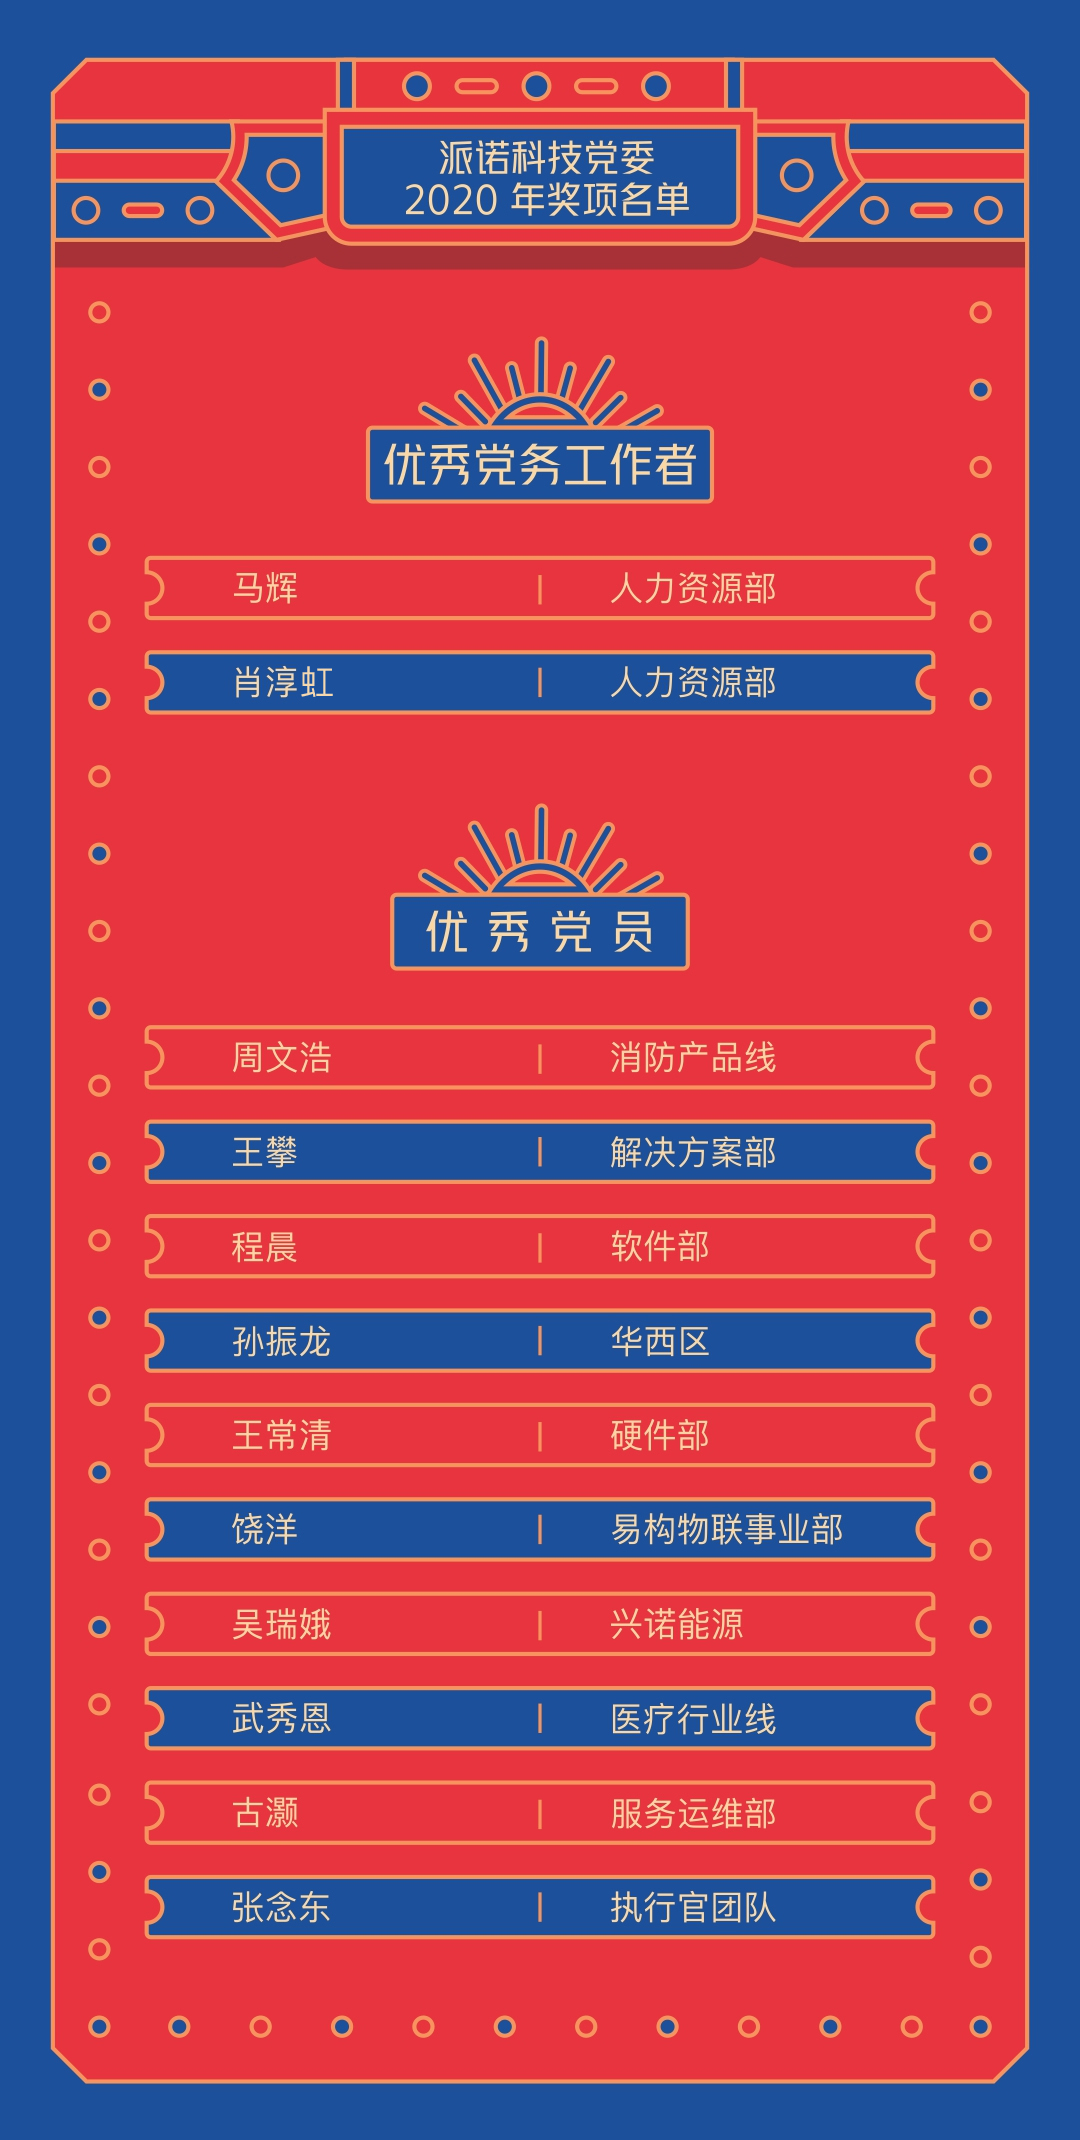 派诺科技党委
2020 年奖项名单
优秀党务工作者
马辉 | 人力资源部
肖淳虹 | 人力资源部
优秀党员
周文浩 | 消防产品线
王攀 | 解决方案部
程晨 | 软件部
孙振龙 | 华西区
王常清 | 硬件部
饶洋 | 易构物联事业部
吴瑞娥 | 兴诺能源
武秀恩 | 医疗行业线
古灏 | 服务运维部
张念东 | 执行官团队